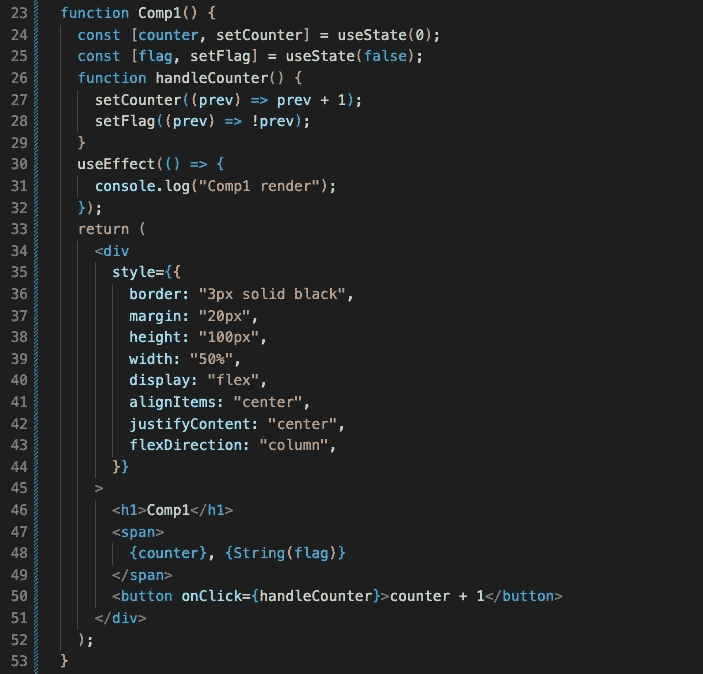 23 function Comp1() {
24 const [counter, setCounter] = useState(0);
25 const [flag, setFlag] = useState(false);
26 function handleCounter() {
27 setCounter((prev) => prev + 1);
28 setFlag((prev) => !prev);
29 }
30 useEffect(() => {
31 console.log("Comp1 render");
32 });
33 return (
34 <div
35 style={{
36 border: "3px solid black",
37 margin: "20px",
38 height: "100px",
39 width: "50%",
40 display: "flex",
41 alignItems: "center",
42 justifyContent: "center",
43 flexDirection: "column",
44 }}
45 >
46 <h1>Comp1</h1>
47 <span>
48 {counter}, {String(flag)}
49 </span>
50 <button onClick={handleCounter}>counter + 1</button>
51 </div>
52 );
53 }